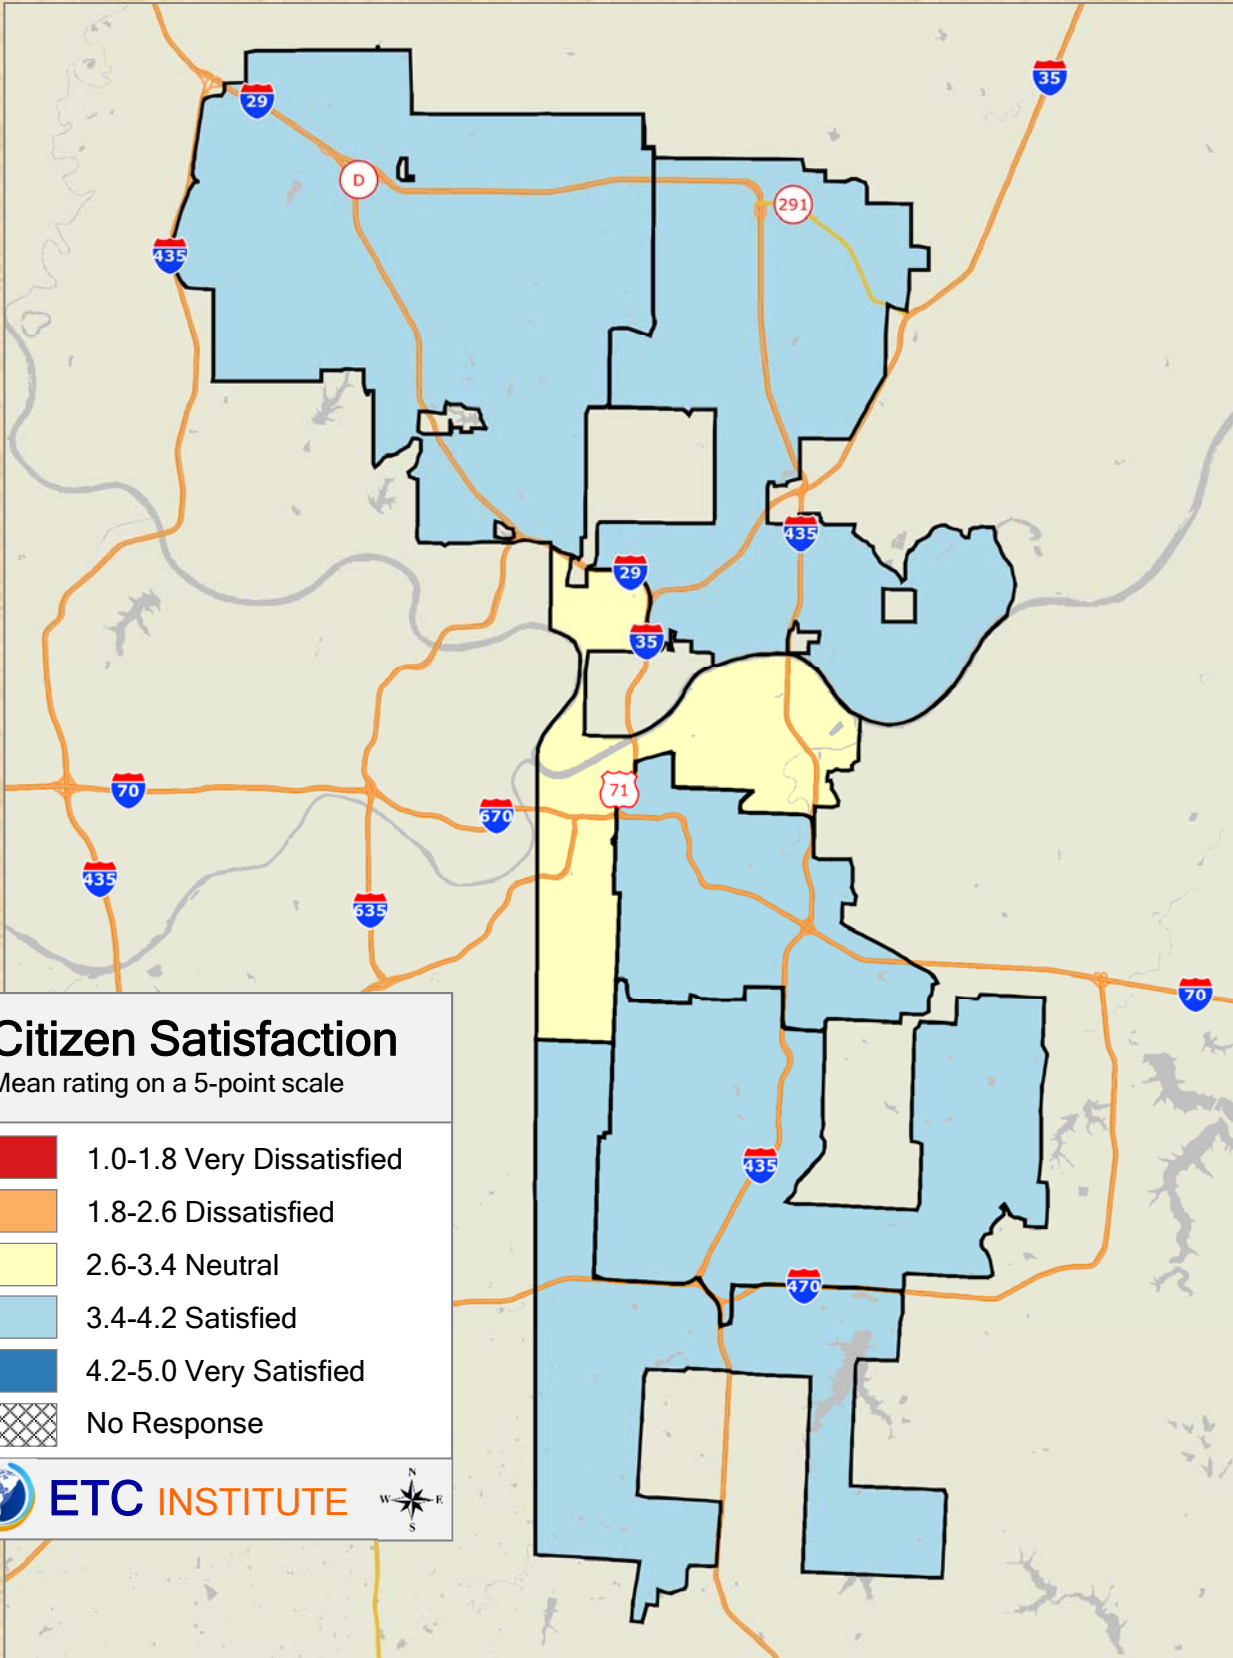 35
29
D
291
435
435
29
35
71
70
670
435
635
70
Citizen Satisfaction
Mean rating on a 5-point scale
1.0-1.8 Very Dissatisfied
435
1.8-2.6 Dissatisfied
2.6-3.4 Neutral
470
3.4-4.2 Satisfied
4.2-5.0 Very Satisfied
No Response
ETC INSTITUTE
N
W E
S